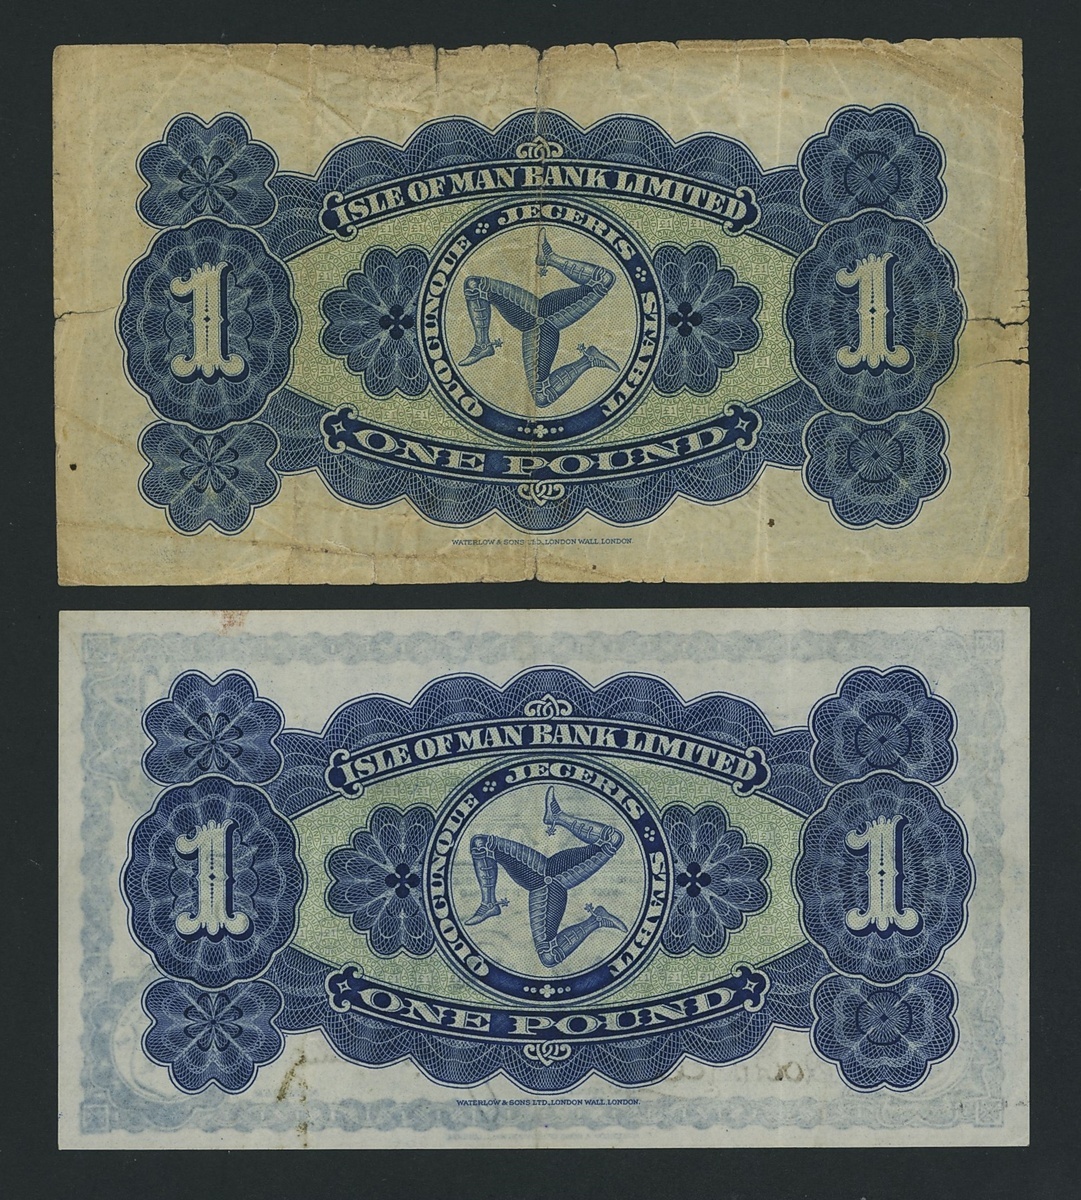 ISLE OF MAN BANK LIMITED
QUOCUNQUE JECERIS STABIT
1
1
ONE POUND
WATERLOW & SONS LTD., LONDON WALL, LONDON.
ISLE OF MAN BANK LIMITED
QUOCUNQUE JECERIS STABIT
1
1
ONE POUND
WATERLOW & SONS LTD., LONDON WALL, LONDON.